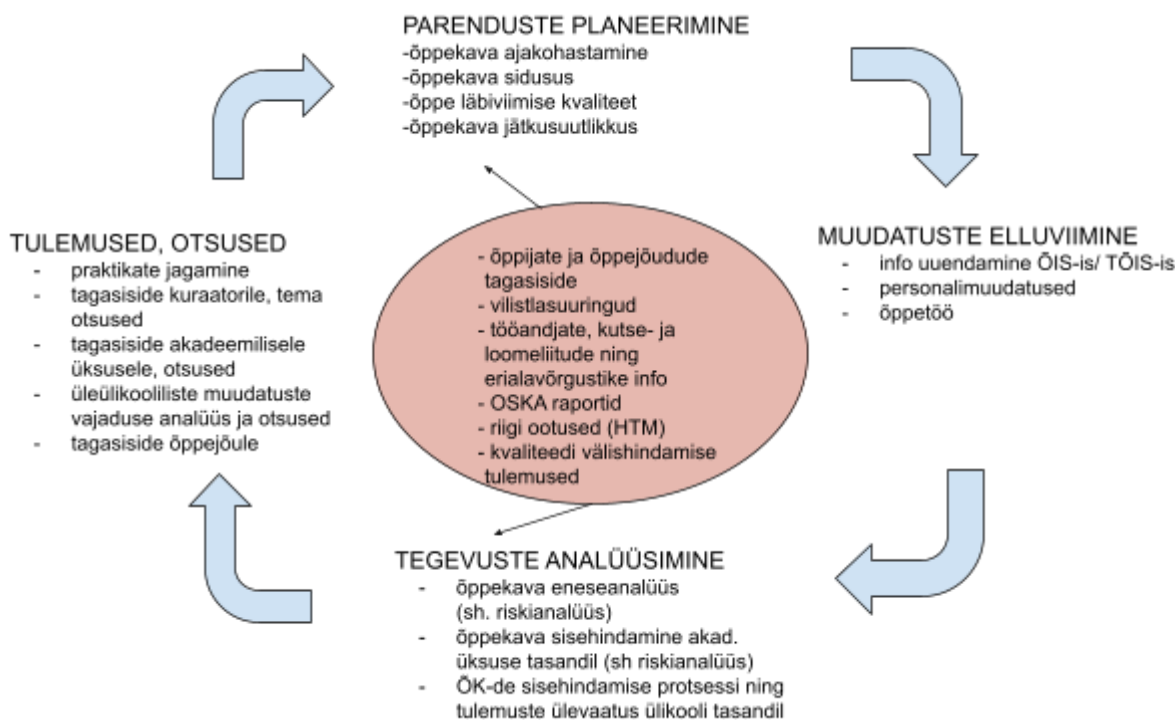 PARENDUSTE PLANEERIMINE
-õppekava ajakohastamine
-õppekava sidusus
-õppe läbiviimise kvaliteet
-õppekava jätkusuutlikkus
MUUDATUSTE ELLUVIIMINE
- info uuendamine ÕIS-is/ TÕIS-is
- personalimuudatused
- õppetöö
TULEMUSED, OTSUSED
- praktikate jagamine
- tagasiside kuraatorile, tema
otsused
- tagasiside akadeemilisele
üksusele, otsused
- üleülikooliliste muudatuste
vajaduse analüüs ja otsused
- tagasiside õppejõule
- õppijate ja õppejõudude
tagasiside
- vilistlasuuringud
- tööandjate, kutse- ja
loomeliitude ning
erialavõrgustike info
- OSKA raportid
- riigi ootused (HTM)
- kvaliteedi välishindamise
tulemused
TEGEVUSTE ANALÜÜSIMINE
- õppekava eneseanalüüs
(sh. riskianalüüs)
- õppekava sisehindamine akad.
üksuse tasandil (sh riskianalüüs)
- ÕK-de sisehindamise protsessi ning
tulemuste ülevaatus ülikooli tasandil